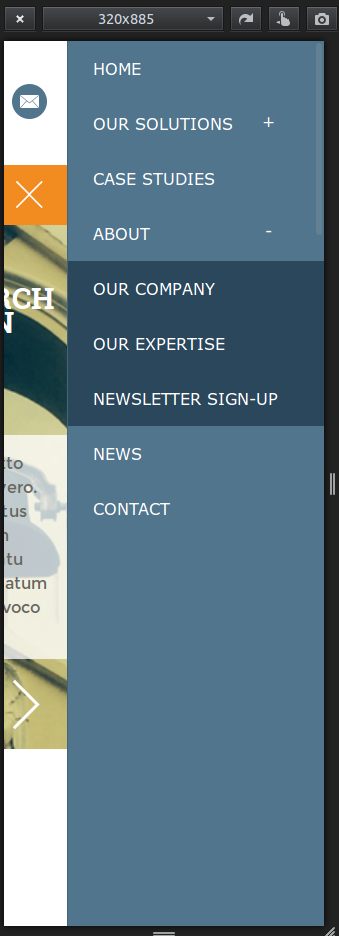 320x885
HOME
OUR SOLUTIONS +
CASE STUDIES
ABOUT -
OUR COMPANY
OUR EXPERTISE
NEWSLETTER SIGN-UP
NEWS
CONTACT
RCH
N
tto
vero.
tus
n
tu
atum
voco